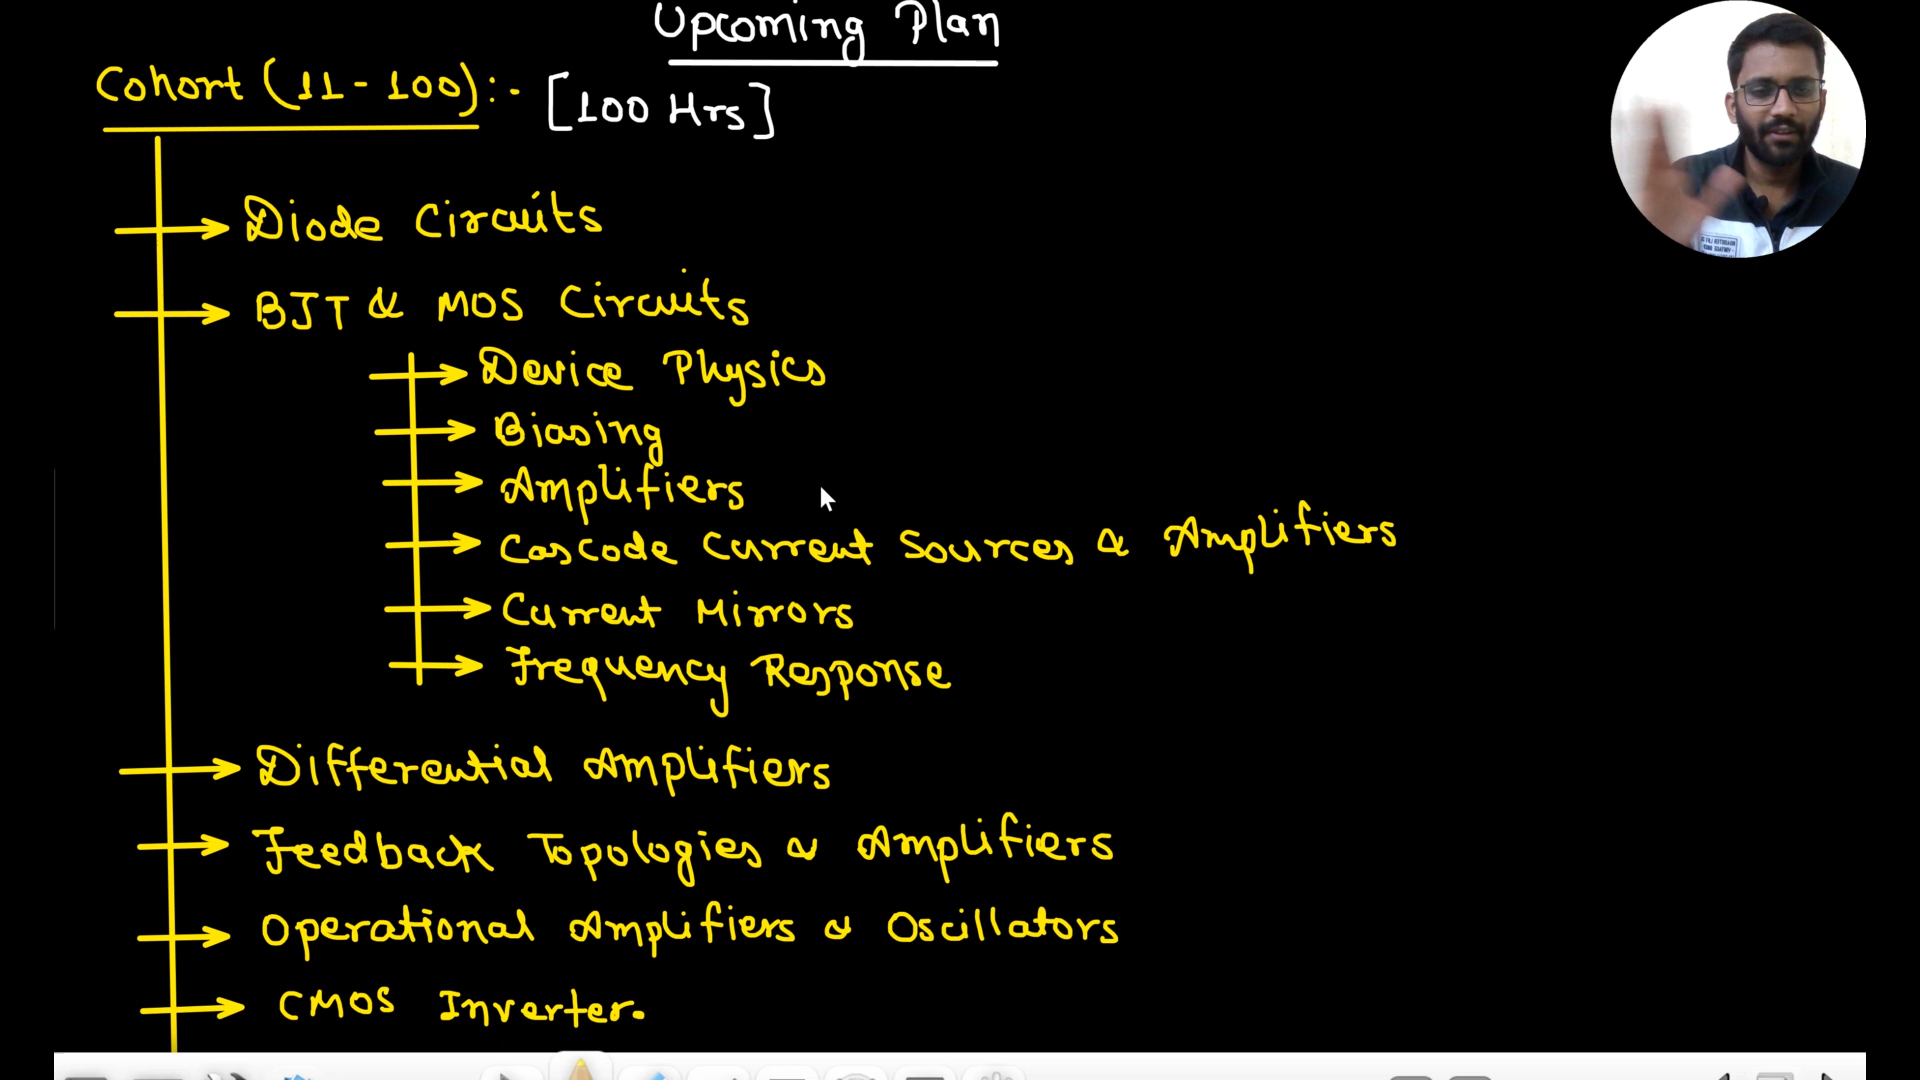 Upcoming Plan
Cohort (11-100):- [100 Hrs]
Diode Circuits
BJT & MOS Circuits
Device Physics
Biasing
Amplifiers
Cascode Current Sources & Amplifiers
Current Mirrors
Frequency Response
Differential Amplifiers
Feedback Topologies & Amplifiers
Operational Amplifiers & Oscillators
CMOS Inverter.